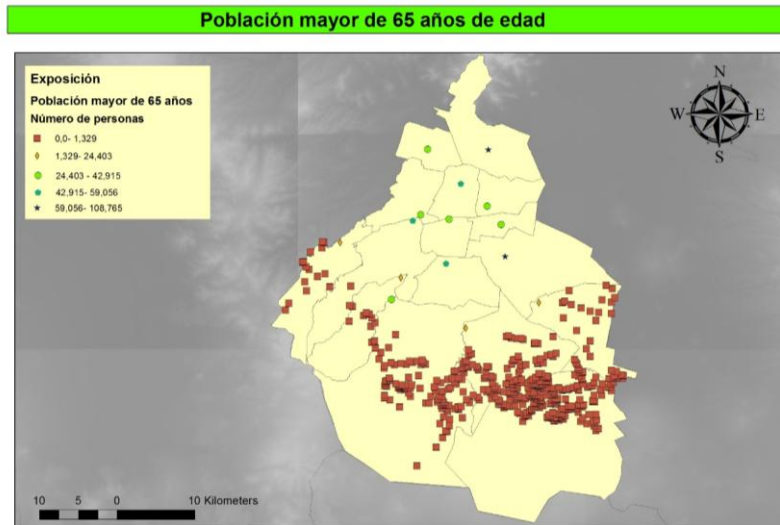 Población mayor de 65 años de edad
Exposición
Población mayor de 65 años
Número de personas
0,0- 1,329
1,329- 24,403
24,403 - 42,915
42,915- 59,056
59,056- 108,765
N
W E
S
10 5 0 10 Kilometers